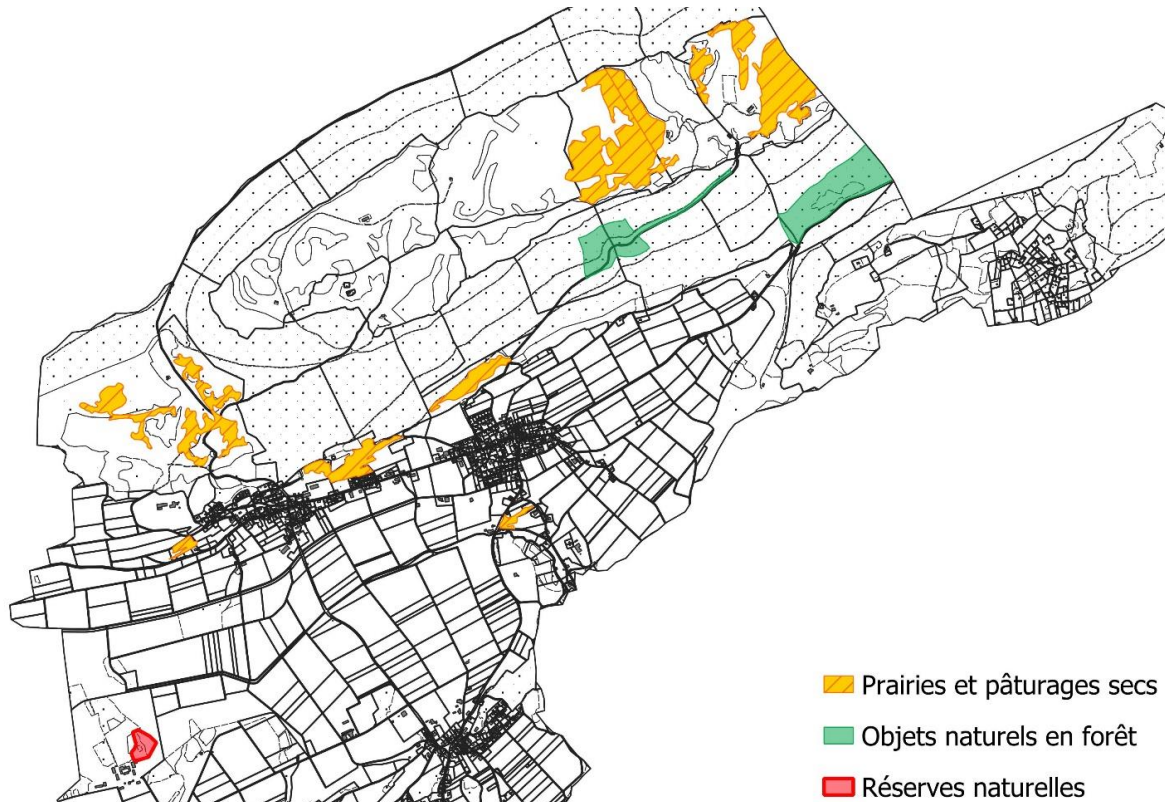 Prairies et pâturages secs
Objets naturels en forêt
Réserves naturelles